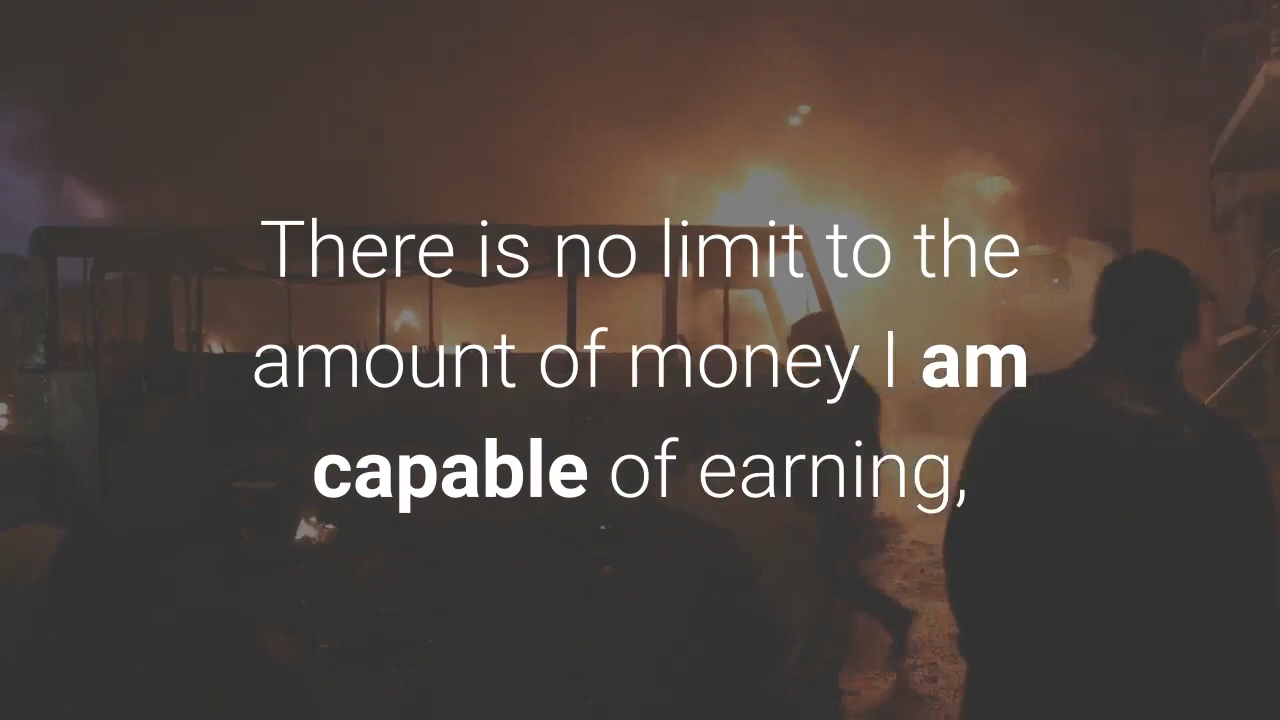 There is no limit to the
amount of money I am
capable of earning,